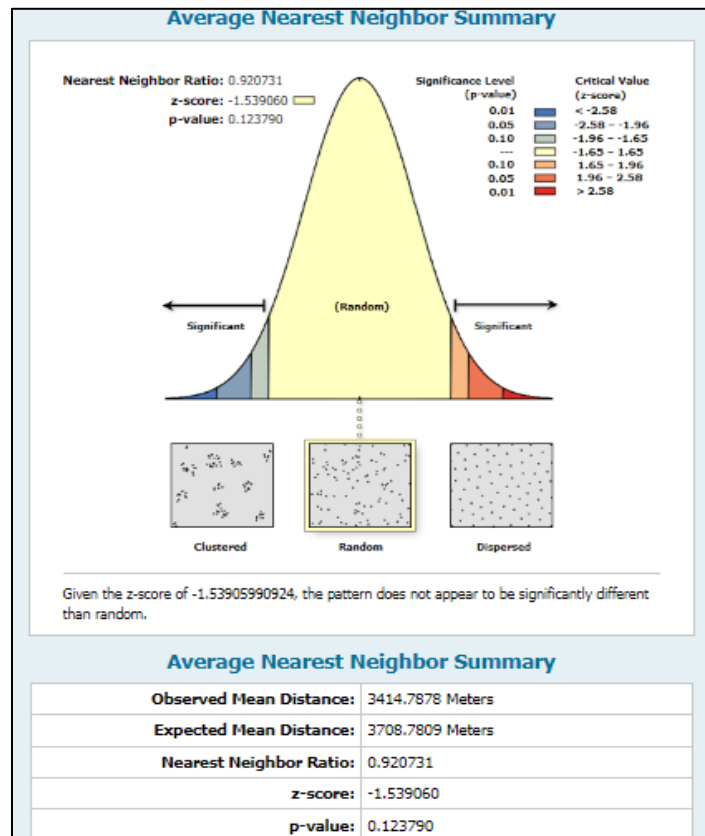 Average Nearest Neighbor Summary
Nearest Neighbor Ratio: 0.920731
z-score: -1.539060
p-value: 0.123790
Significance Level
(p-value)
Critical Value
(z-score)
0.01 < -2.58
0.05 -2.58 – -1.96
0.10 -1.96 – -1.65
--- -1.65 – 1.65
0.10 1.65 – 1.96
0.05 1.96 – 2.58
0.01 > 2.58
(Random)
Significant
Significant
Clustered
Random
Dispersed
Given the z-score of -1.53905990924, the pattern does not appear to be significantly different
than random.
Average Nearest Neighbor Summary
Observed Mean Distance: 3414.7878 Meters
Expected Mean Distance: 3708.7809 Meters
Nearest Neighbor Ratio: 0.920731
z-score: -1.539060
p-value: 0.123790